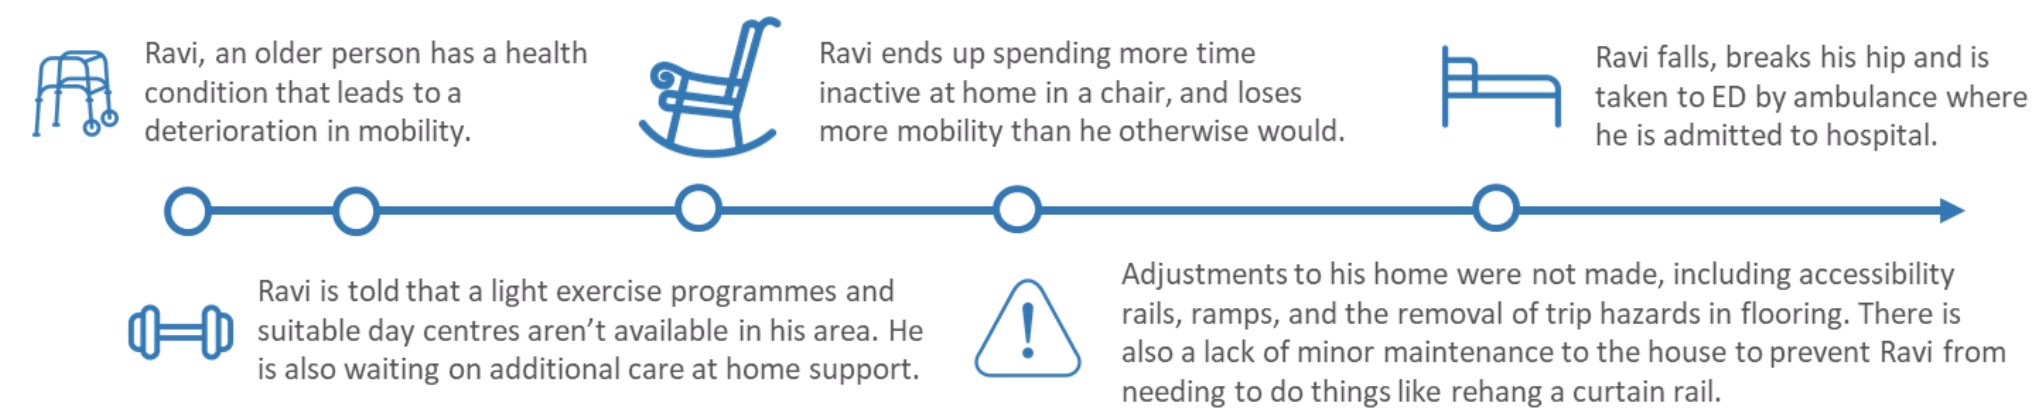 Ravi, an older person has a health
condition that leads to a
deterioration in mobility.
Ravi is told that a light exercise programmes and
suitable day centres aren't available in his area. He
is also waiting on additional care at home support.
Ravi ends up spending more time
inactive at home in a chair, and loses
more mobility than he otherwise would.
Adjustments to his home were not made, including accessibility
rails, ramps, and the removal of trip hazards in flooring. There is
also a lack of minor maintenance to the house to prevent Ravi from
needing to do things like rehang a curtain rail.
Ravi falls, breaks his hip and is
taken to ED by ambulance where
he is admitted to hospital.